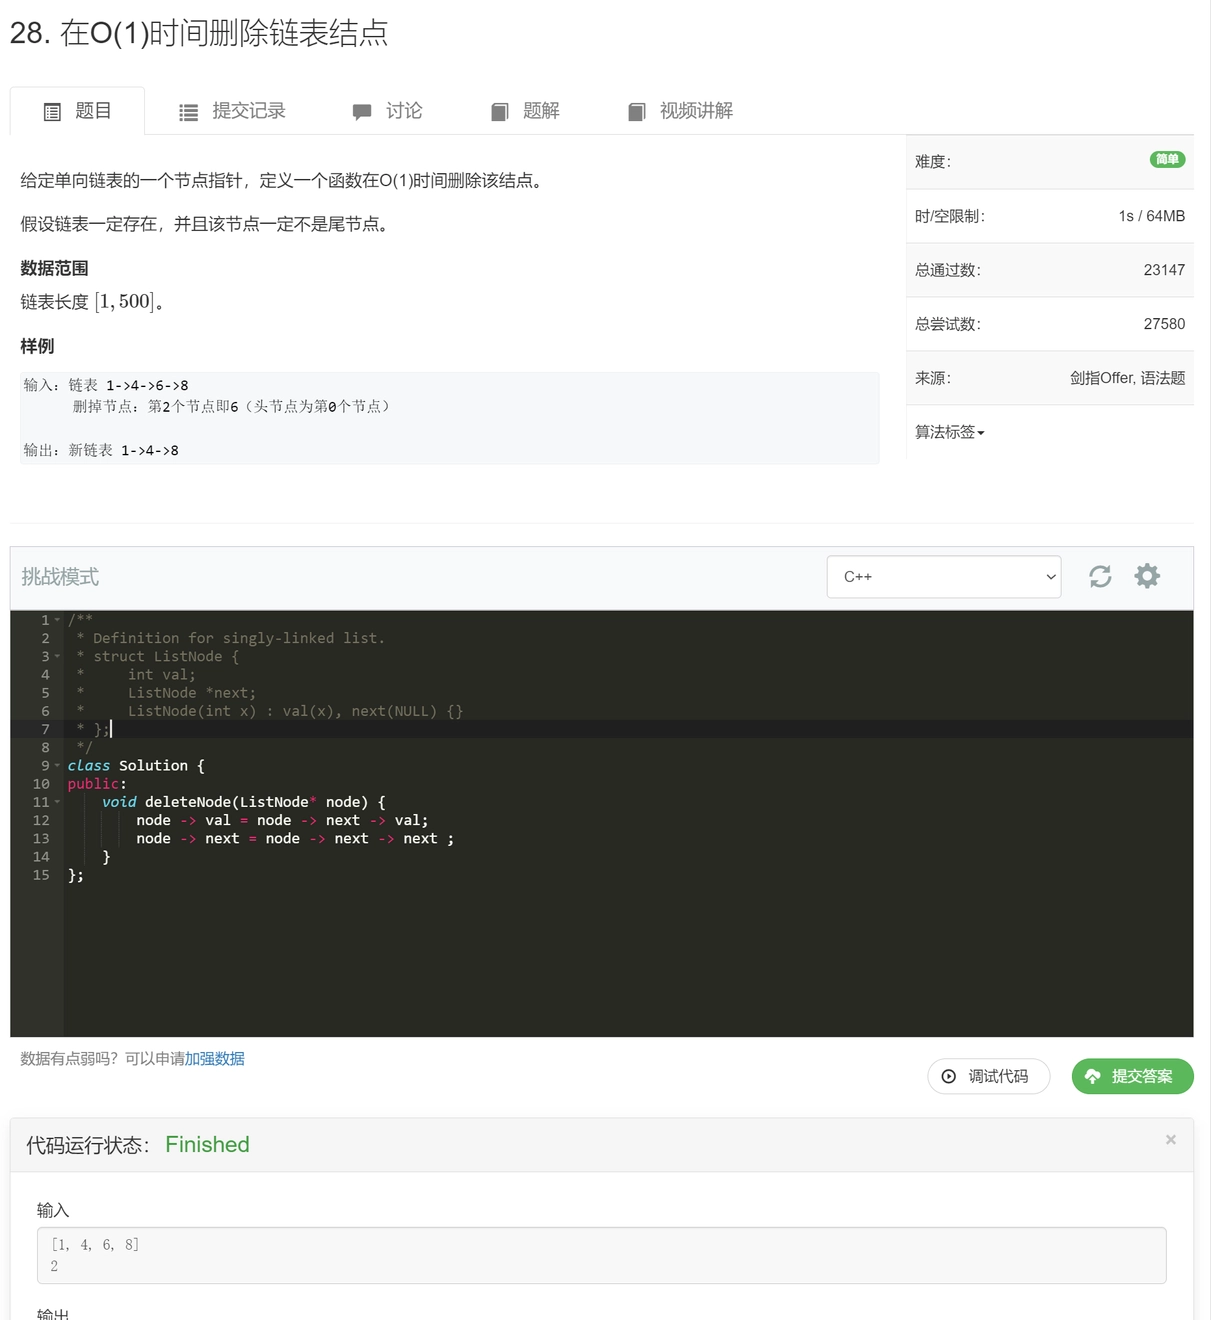 28. 在O(1)时间删除链表结点
题目 提交记录 讨论 题解 视频讲解
给定单向链表的一个节点指针，定义一个函数在O(1)时间删除该结点。
假设链表一定存在，并且该节点一定不是尾节点。
数据范围
链表长度 [1, 500]。
样例
输入：链表 1->4->6->8
删掉节点：第2个节点即6（头节点为第0个节点）
输出：新链表 1->4->8
难度： 简单
时/空限制： 1s / 64MB
总通过数： 23147
总尝试数： 27580
来源： 剑指Offer, 语法题
算法标签
挑战模式 C++
1 /**
2  * Definition for singly-linked list.
3  * struct ListNode {
4  *     int val;
5  *     ListNode *next;
6  *     ListNode(int x) : val(x), next(NULL) {}
7  * };
8  */
9 class Solution {
10 public:
11     void deleteNode(ListNode* node) {
12         node -> val = node -> next -> val;
13         node -> next = node -> next -> next ;
14     }
15 };
数据有点弱吗？可以申请加强数据
调试代码 提交答案
代码运行状态： Finished ×
输入
[1, 4, 6, 8]
2
输出